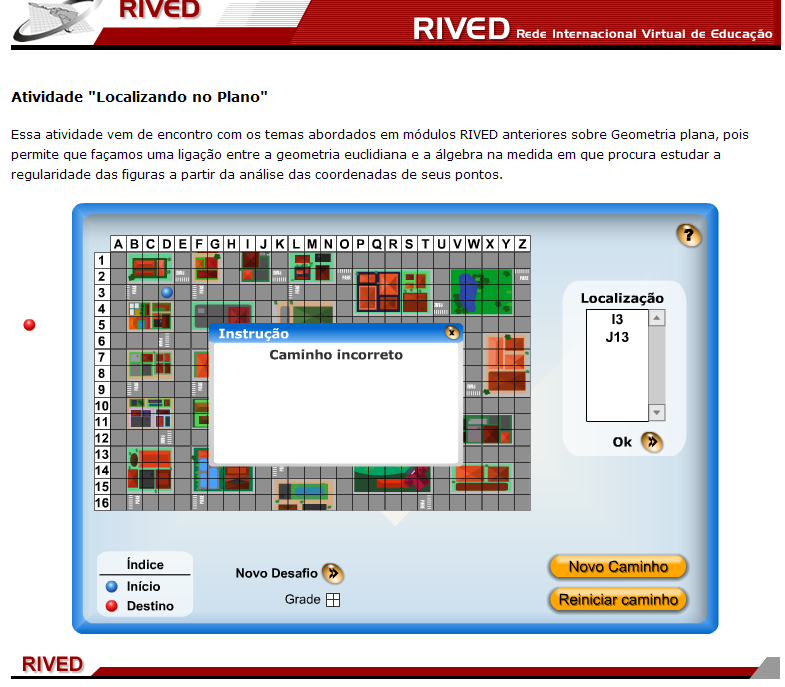 RIVED
RIVED Rede Internacional Virtual de Educação
Atividade "Localizando no Plano"
Essa atividade vem de encontro com os temas abordados em módulos RIVED anteriores sobre Geometria plana, pois
permite que façamos uma ligação entre a geometria euclidiana e a álgebra na medida em que procura estudar a
regularidade das figuras a partir da análise das coordenadas de seus pontos.
?
A B C D E F G H I J K L M N O P Q R S T U V W X Y Z
1
2
3
4
5
6
7
8
9
10
11
12
13
14
15
16
Instrução x
Caminho incorreto
Localização
I3
J13
Ok
Índice
Início
Destino
Novo Desafio
Grade
Novo Caminho
Reiniciar caminho
RIVED